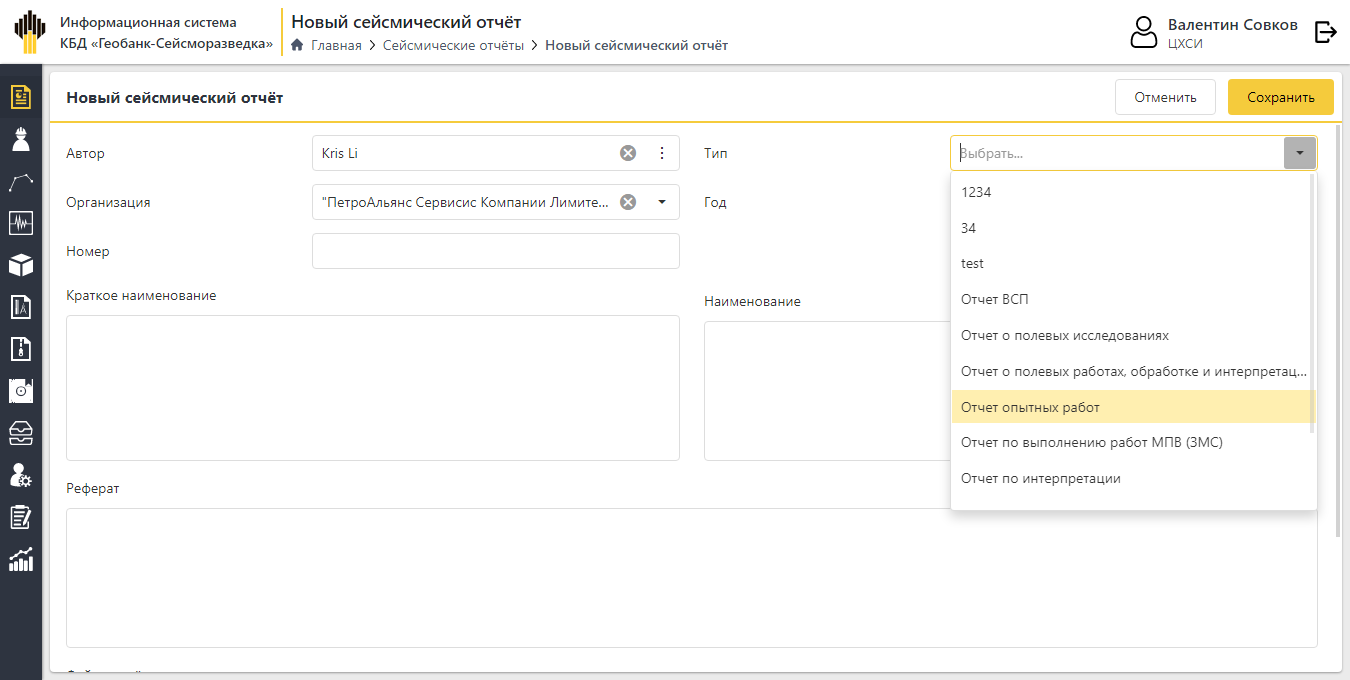 Информационная система
КБД «Геобанк-Сейсморазведка»
Новый сейсмический отчёт
Главная
Сейсмические отчёты
Новый сейсмический отчёт
Валентин Совков
ЦХСИ
Новый сейсмический отчёт
Отменить
Сохранить
Автор
Kris Li
Тип
Выбрать...
Организация
"ПетроАльянс Сервисис Компании Лимите...
Год
Номер
1234
34
test
Отчет ВСП
Отчет о полевых исследованиях
Отчет о полевых работах, обработке и интерпретац...
Отчет опытных работ
Отчет по выполнению работ МПВ (ЗМС)
Отчет по интерпретации
Краткое наименование
Наименование
Реферат